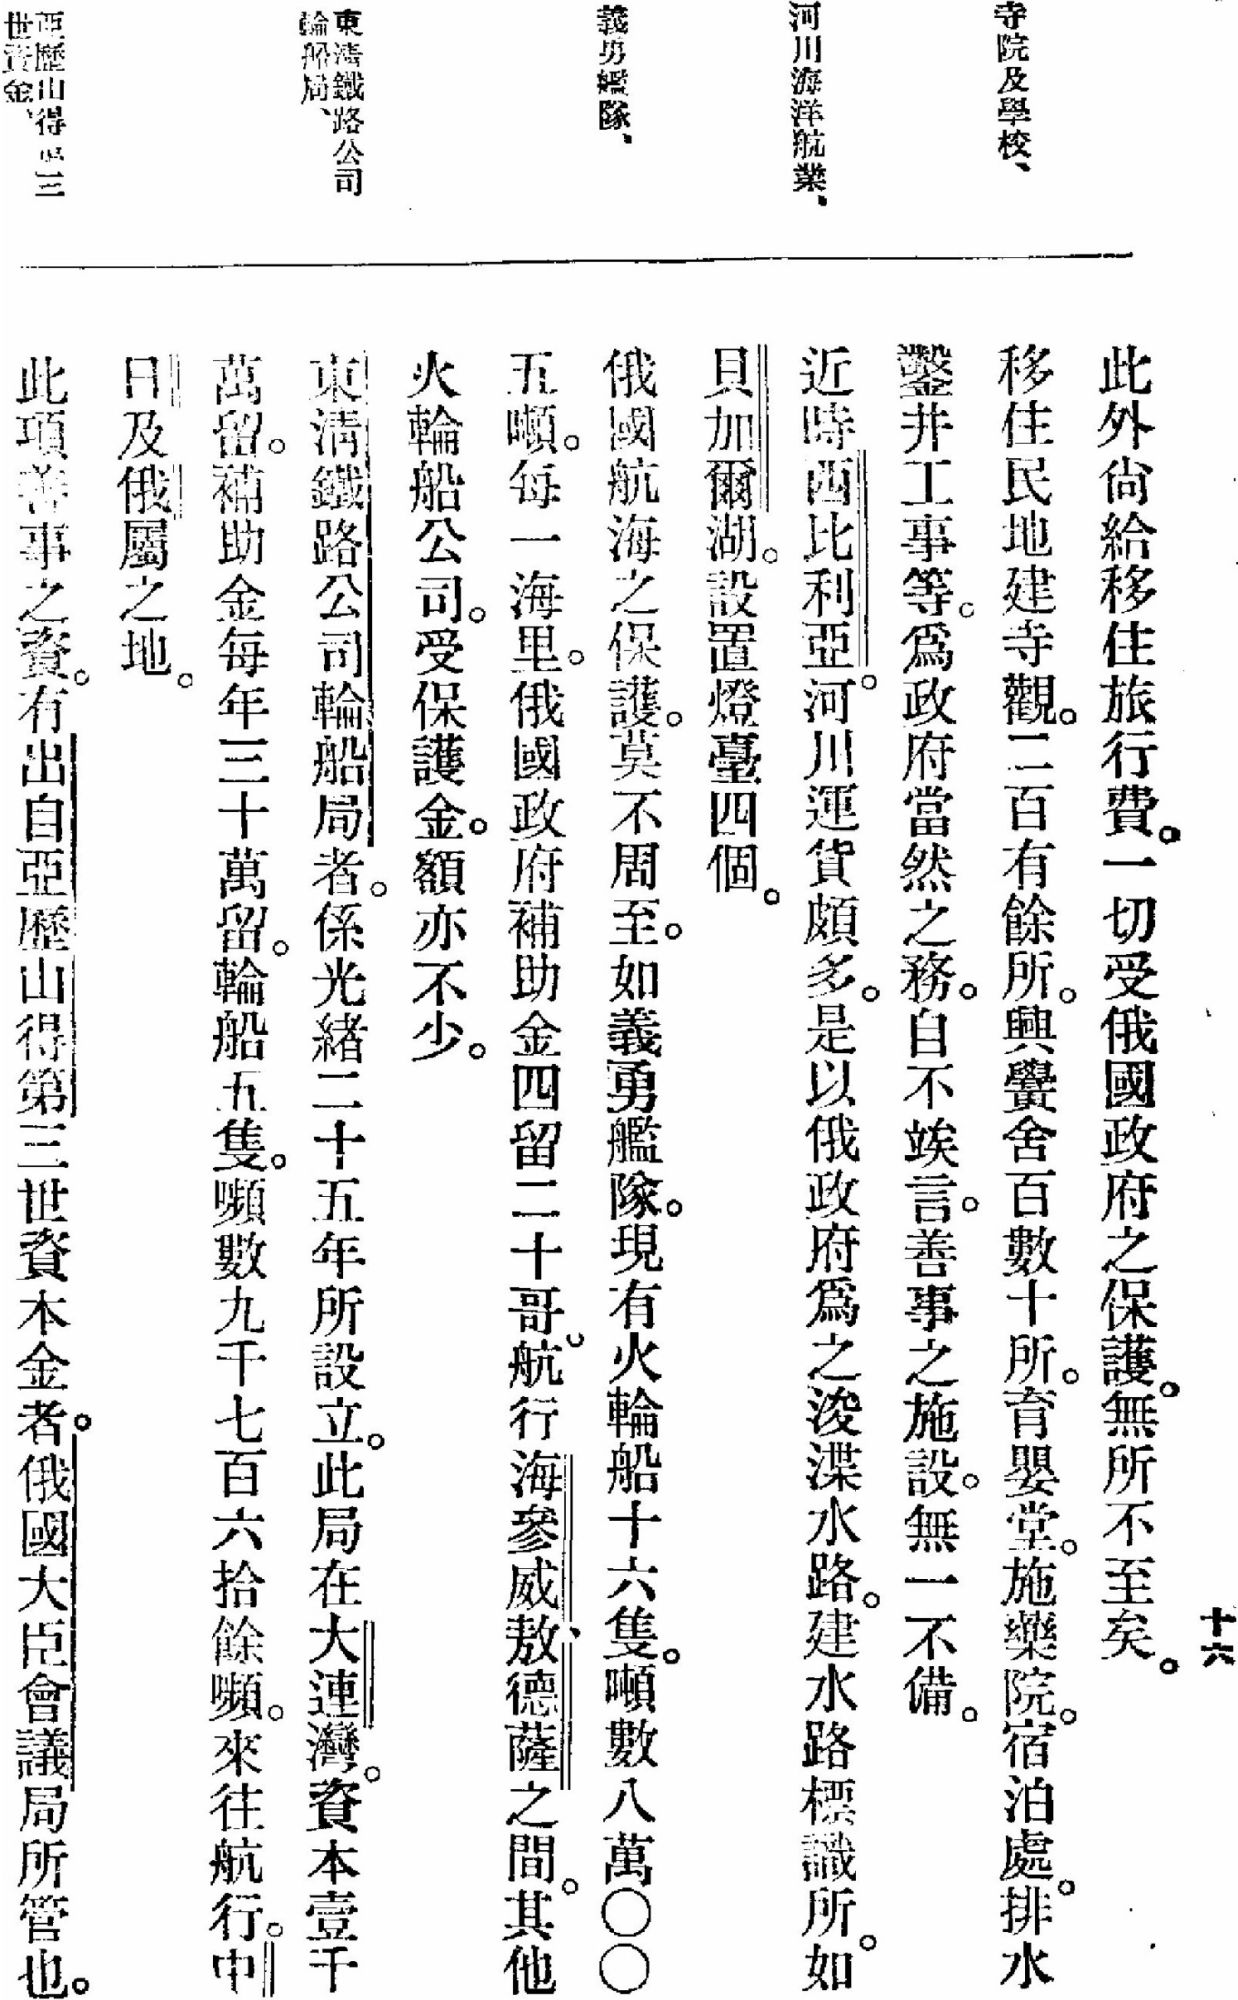 十六
寺院及學校、
河川海洋航業、
義勇艦隊、
東淸鐵路公司
輪船局、
亞歷山得第三
世資金、
此外尙給移住旅行費。一切受俄國政府之保護。無所不至矣。
移住民地建寺觀。二百有餘所。興黌舍百數十所。育嬰堂。施藥院。宿泊處。排水
鑿井工事等。爲政府當然之務。自不竢言。善事之施設。無一不備。
近時西比利亞。河川運貨頗多。是以俄政府爲之浚渫水路。建水路標識所。如
貝加爾湖。設置燈臺四個。
俄國航海之保護。莫不周至。如義勇艦隊。現有火輪船十六隻。噸數八萬〇〇
五噸。每一海里。俄國政府補助金四留二十哥。航行海參威、敖德薩之間。其他
火輪船公司。受保護金。額亦不少。
東淸鐵路公司輪船局者。係光緒二十五年所設立。此局在大連灣。資本壹千
萬留。補助金每年三十萬留。輪船五隻。噸數九千七百六拾餘噸。來往航行。中
日及俄屬之地。
此項善事之資。有出自亞歷山得第三世資本金者。俄國大臣會議局所管也。